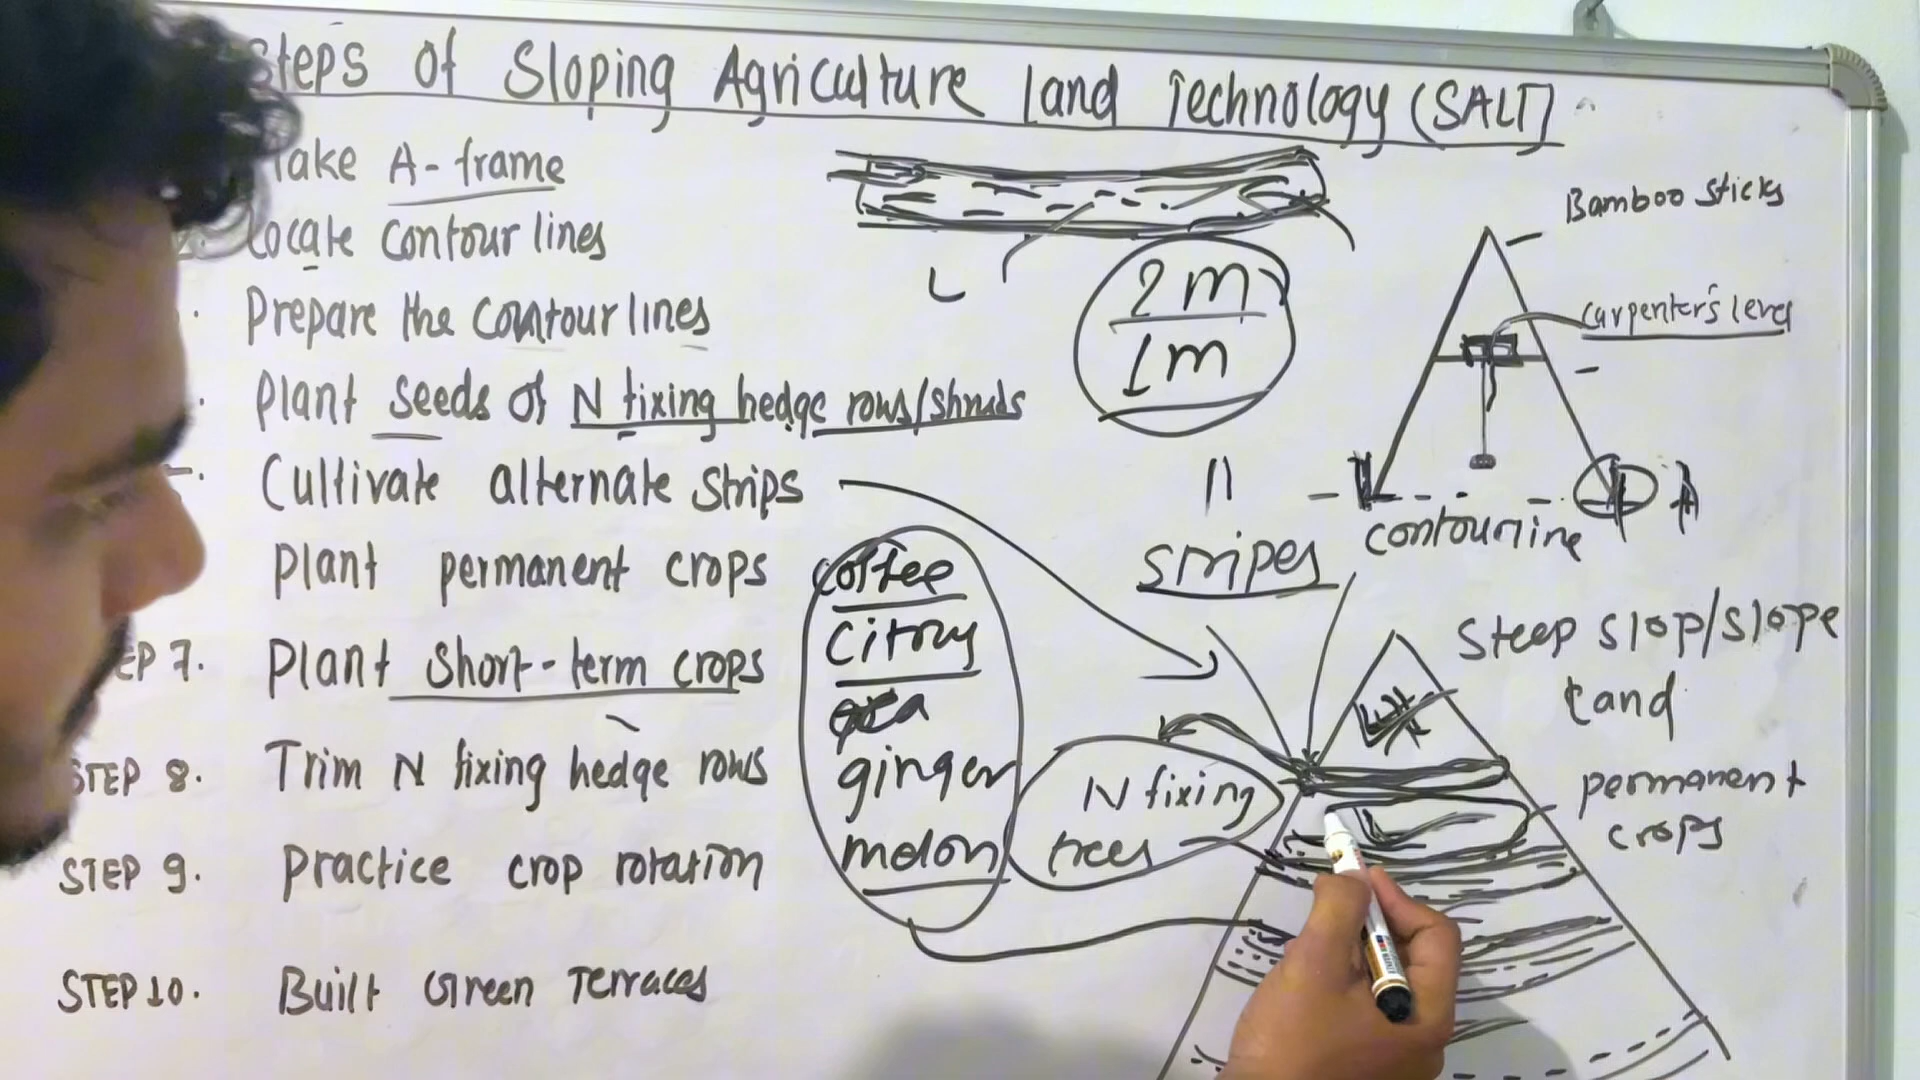 steps of Sloping Agriculture land Technology (SALT)
Make A-frame
2. locate contour lines
Prepare the contour lines
Plant seeds of N fixing hedge rows/shrubs
Cultivate alternate strips
Plant permanent crops
EP 7. Plant short-term crops
STEP 8. Trim N fixing hedge rows
STEP 9. Practice crop rotation
STEP 10. Built Green Terraces
2m
1m
Bamboo sticks
carpenter's level
contourline
stripes
coffee
Citrus
ginger
melon
N fixing
trees
Steep slop/slope
land
permanent
crops